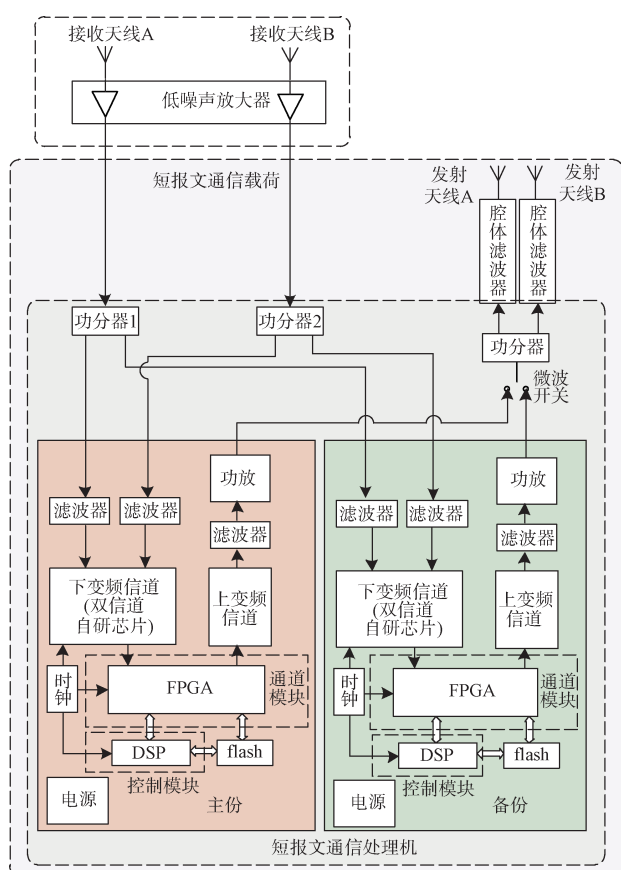 接收天线A
接收天线B
低噪声放大器
短报文通信载荷
发射
天线A
发射
天线B
腔体滤波器
腔体滤波器
功分器1
功分器2
功分器
微波
开关
功放
滤波器
滤波器
滤波器
下变频信道
(双信道
自研芯片)
上变频
信道
时钟
FPGA
通道
模块
DSP
flash
控制模块
电源
主份
功放
滤波器
滤波器
滤波器
下变频信道
(双信道
自研芯片)
上变频
信道
时钟
FPGA
通道
模块
DSP
flash
控制模块
电源
备份
短报文通信处理机